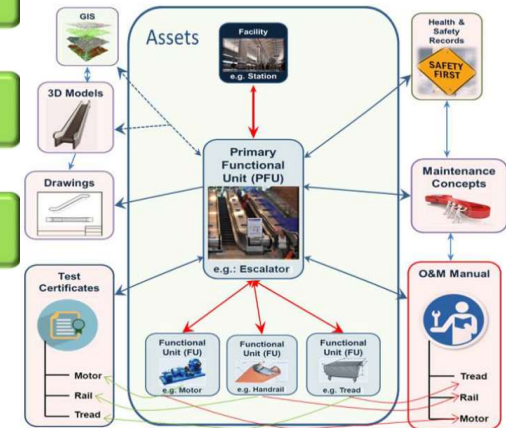 GIS
3D Models
Drawings
Test
Certificates
Motor
Rail
Tread
Assets
Facility
e.g. Station
Primary
Functional
Unit (PFU)
e.g.: Escalator
Functional
Unit (FU)
e.g. Motor
Functional
Unit (FU)
e.g. Handrail
Functional
Unit (FU)
e.g. Tread
Health &
Safety
Records
SAFETY
FIRST
Maintenance
Concepts
O&M Manual
Tread
Rail
Motor